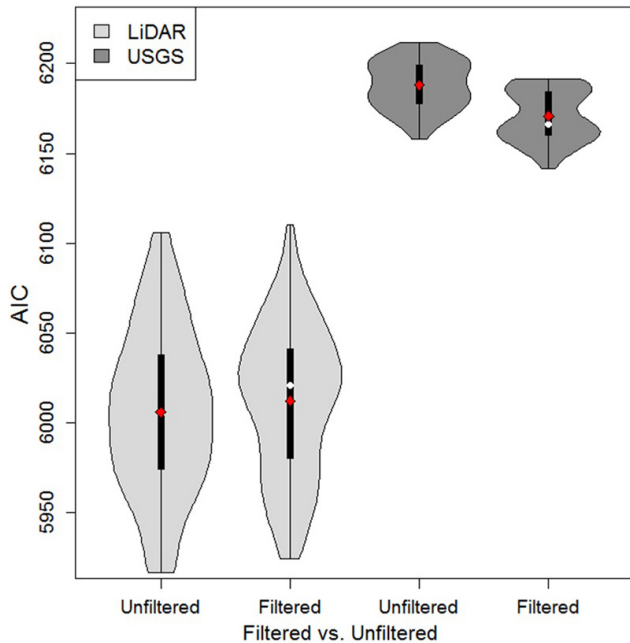 LiDAR
USGS
6200
6150
6100
6050
6000
5950
AIC
Unfiltered Filtered Unfiltered Filtered
Filtered vs. Unfiltered